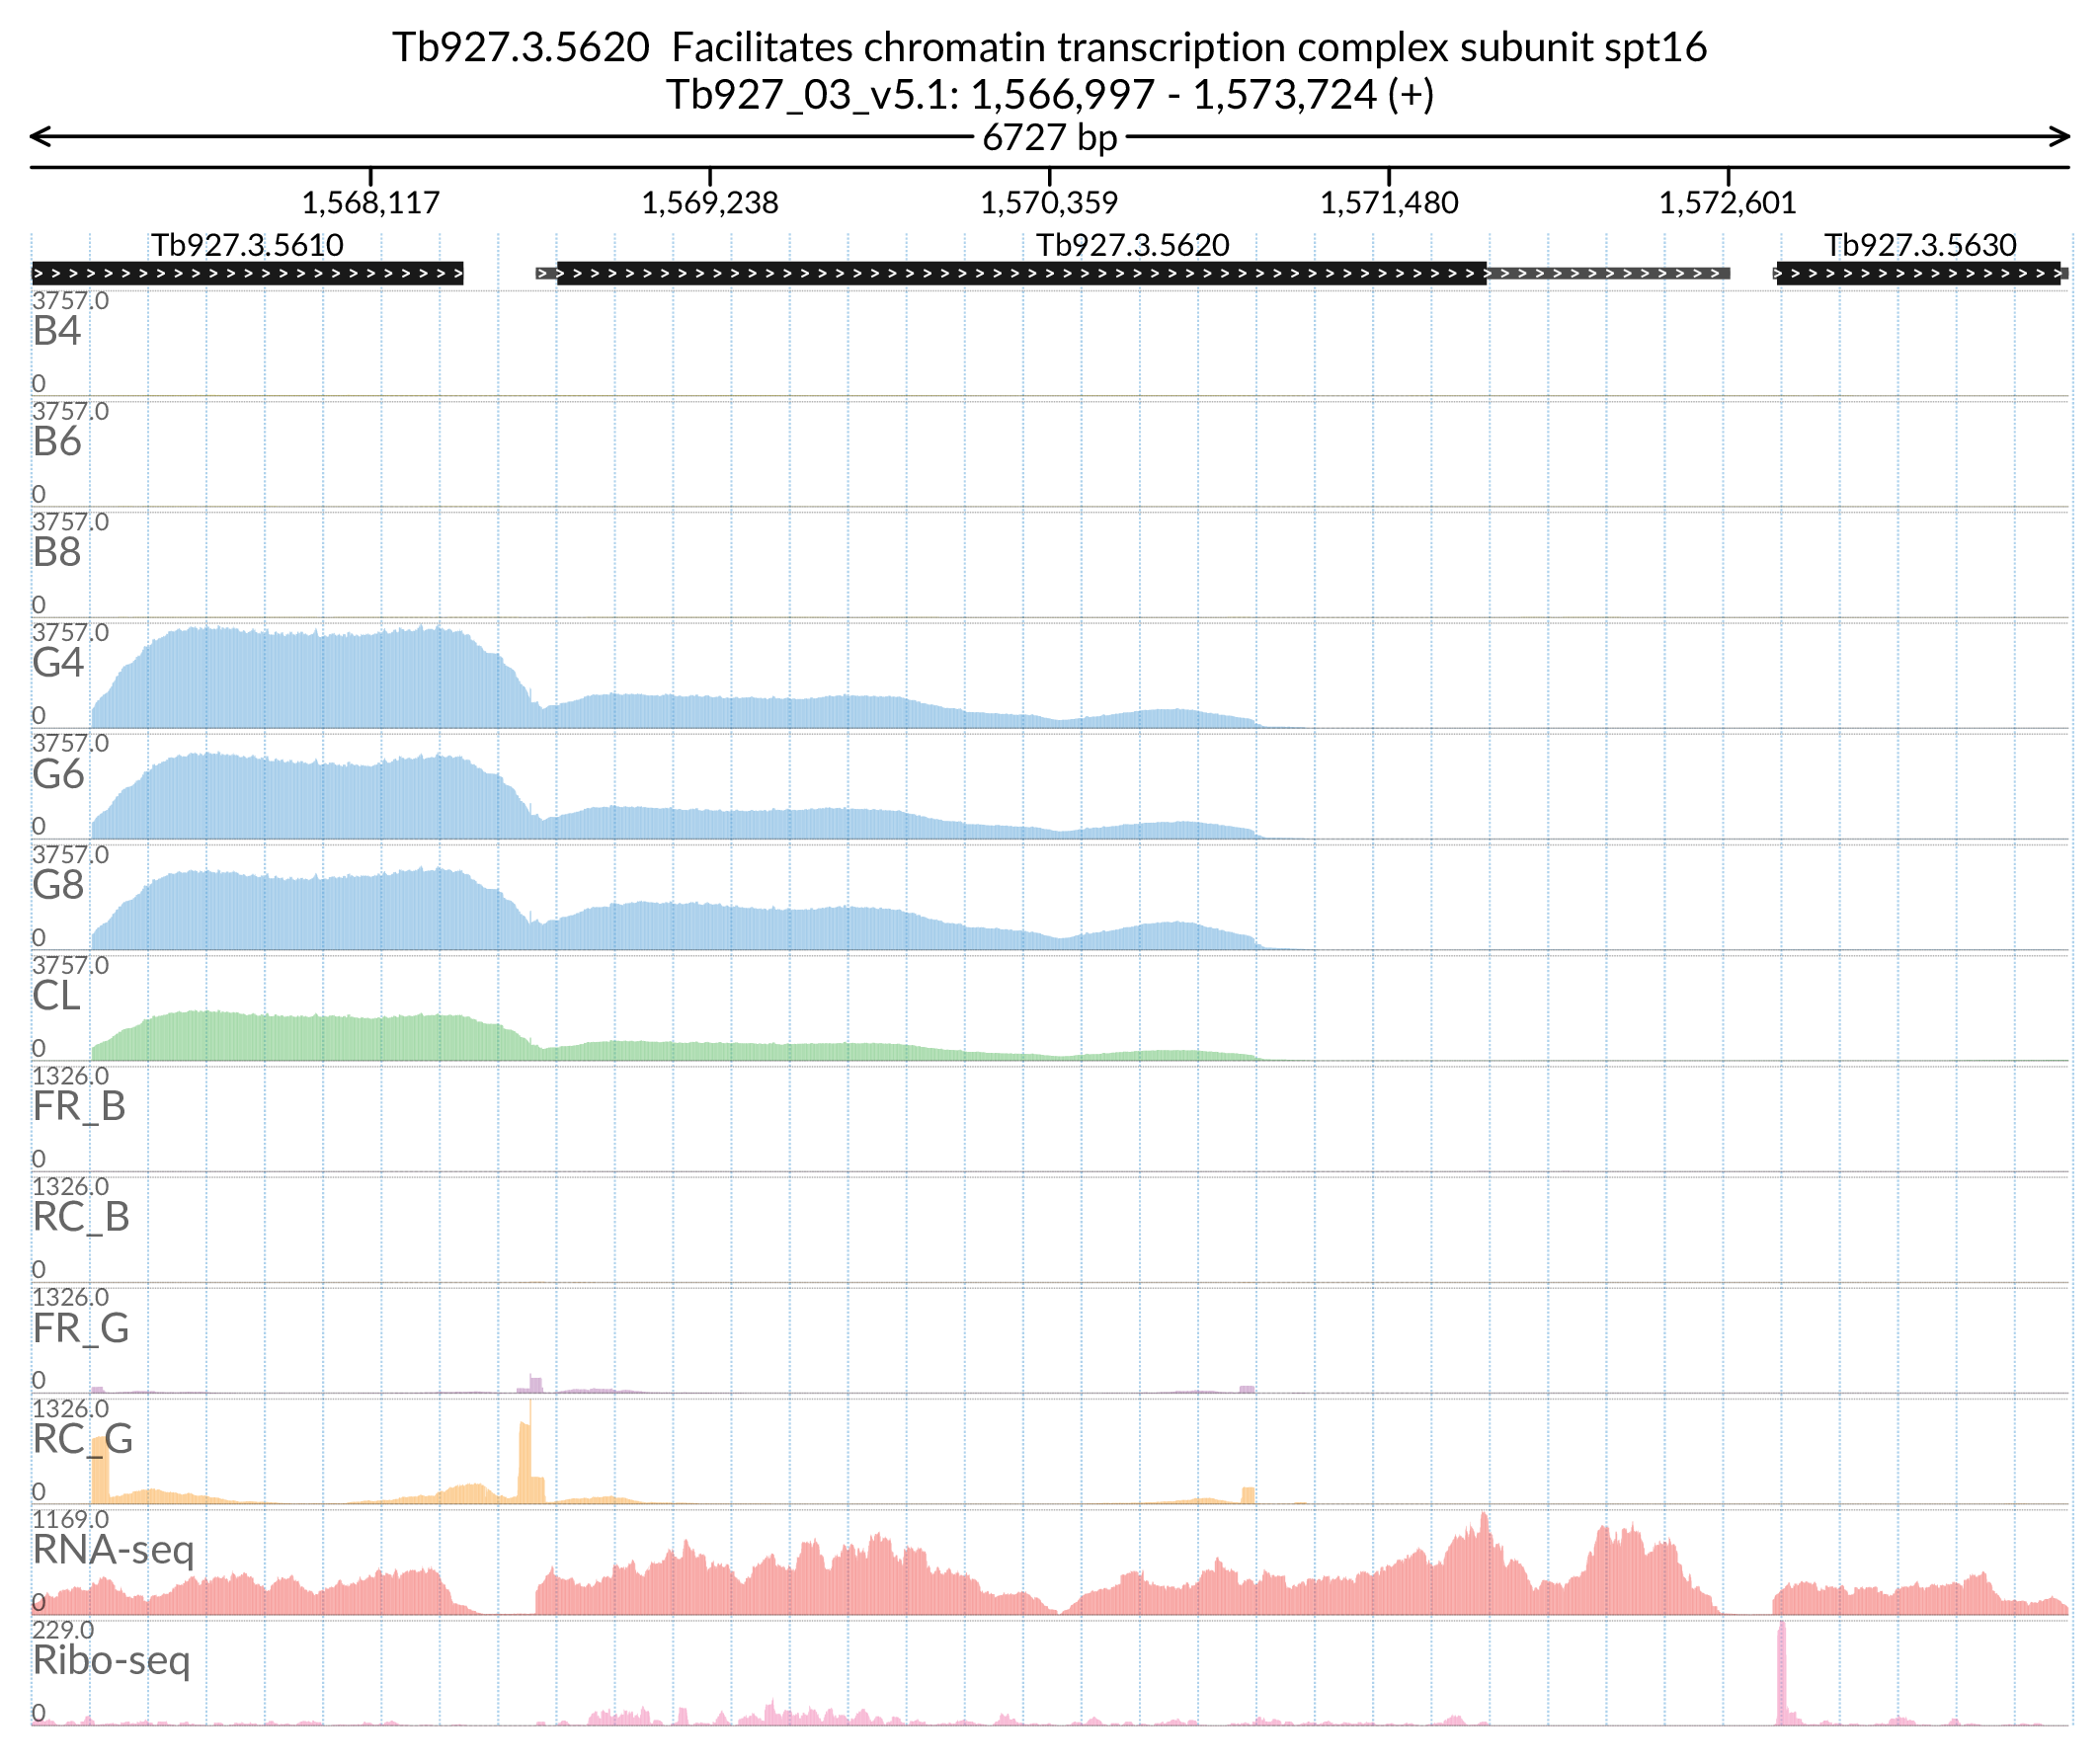 Tb927.3.5620 Facilitates chromatin transcription complex subunit spt16
Tb927_03_v5.1: 1,566,997 - 1,573,724 (+)
6727 bp
1,568,117 1,569,238 1,570,359 1,571,480 1,572,601
Tb927.3.5610 Tb927.3.5620 Tb927.3.5630
3757.0
B4
0
3757.0
B6
0
3757.0
B8
0
3757.0
G4
0
3757.0
G6
0
3757.0
G8
0
3757.0
CL
0
1326.0
FR_B
0
1326.0
RC_B
0
1326.0
FR_G
0
1326.0
RC_G
0
1169.0
RNA-seq
0
229.0
Ribo-seq
0